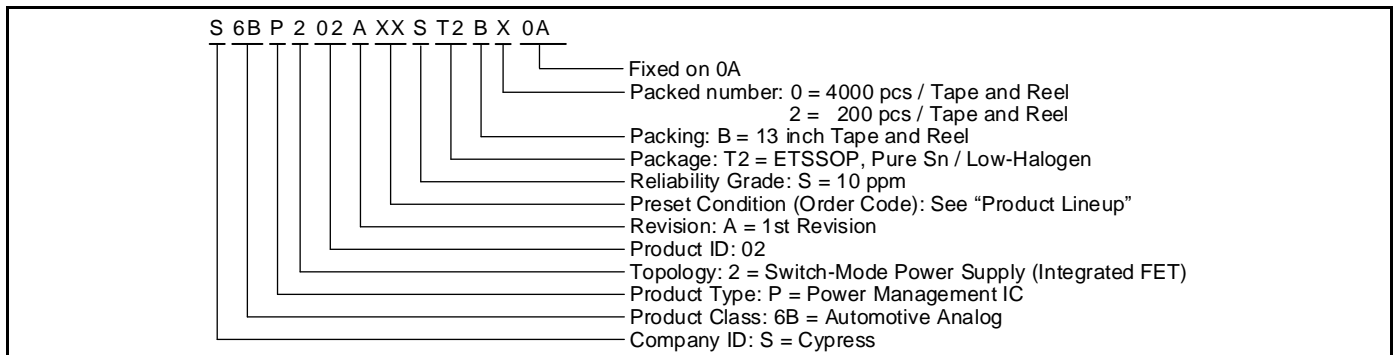 S 6B P 2 02 A XX S T2 B X 0A
Fixed on 0A
Packed number: 0 = 4000 pcs / Tape and Reel
2 = 200 pcs / Tape and Reel
Packing: B = 13 inch Tape and Reel
Package: T2 = ETSSOP, Pure Sn / Low-Halogen
Reliability Grade: S = 10 ppm
Preset Condition (Order Code): See “Product Lineup”
Revision: A = 1st Revision
Product ID: 02
Topology: 2 = Switch-Mode Power Supply (Integrated FET)
Product Type: P = Power Management IC
Product Class: 6B = Automotive Analog
Company ID: S = Cypress